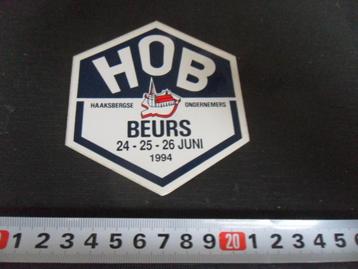 HOB
HAAKSBERGSE ONDERNEMERS
BEURS
24 - 25 - 26 JUNI
1994
1 2 3 4 5 6 7 8 9 20 1 2 3 4 5 6